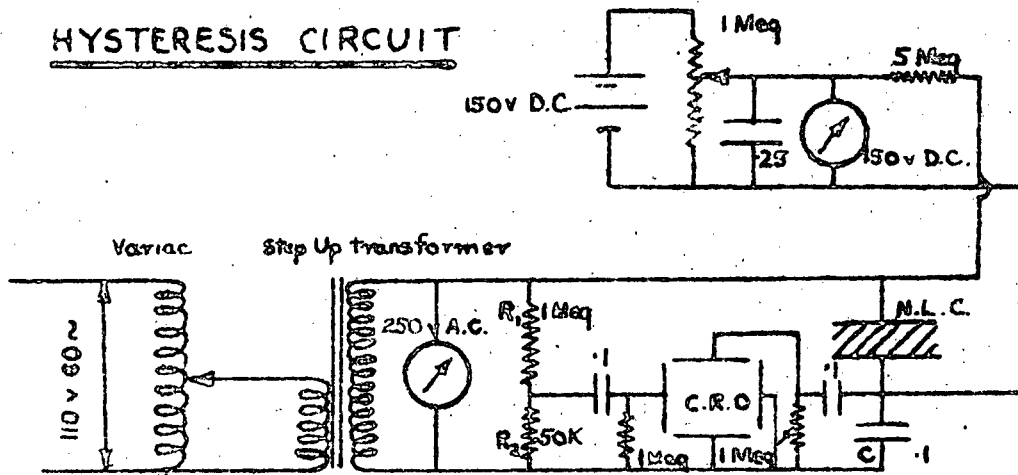 HYSTERESIS CIRCUIT
1 Meg
.5 Meg
150 v D.C.
.25
150 v D.C.
Variac
Step Up transformer
N.L.C.
110 v 60~
250 v A.C.
R₁ 1 Meg
.1
C.R.O
.1
R₂ 50K
1 Meg
1 Meg
C .1